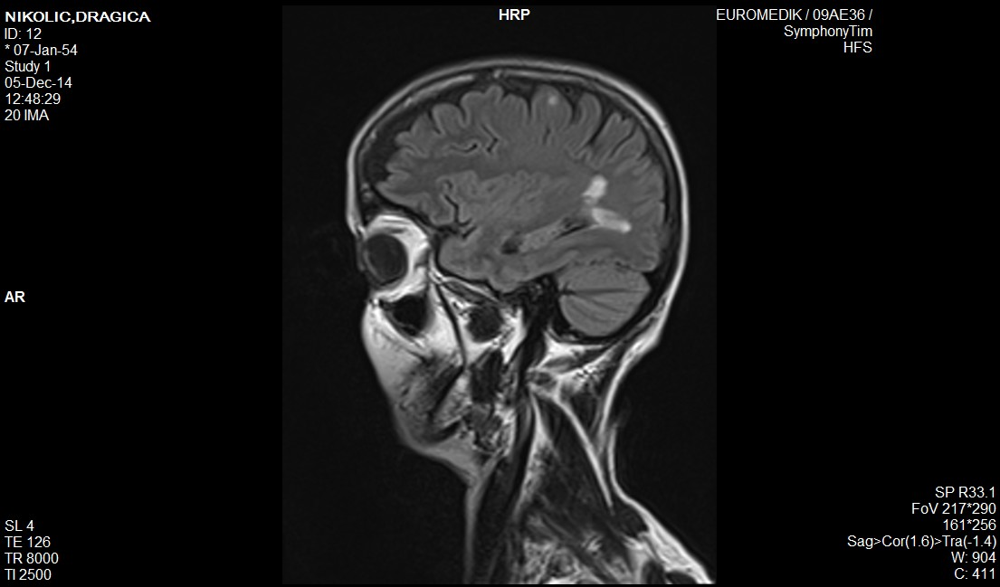 NIKOLIC,DRAGICA
ID: 12
* 07-Jan-54
Study 1
05-Dec-14
12:48:29
20 IMA
HRP
EUROMEDIK / 09AE36 /
SymphonyTim
HFS
AR
SL 4
TE 126
TR 8000
TI 2500
SP R33.1
FoV 217*290
161*256
Sag>Cor(1.6)>Tra(-1.4)
W: 904
C: 411